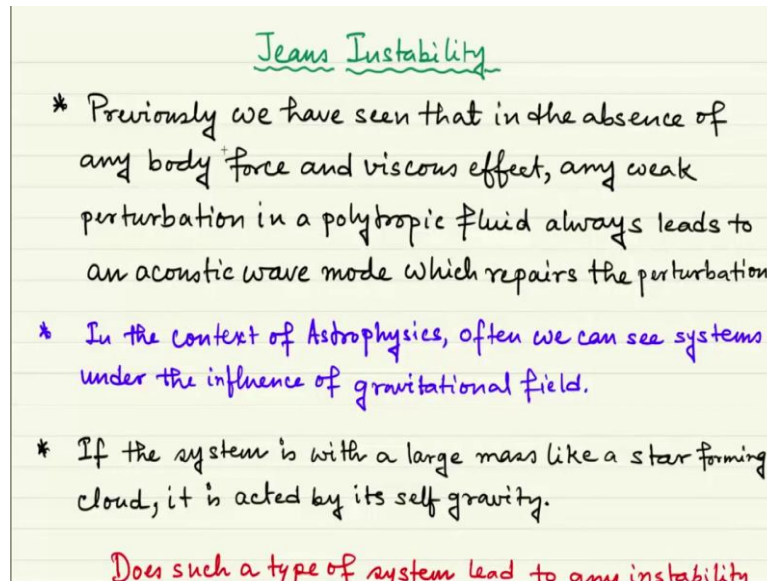 Jeans Instability
* Previously we have seen that in the absence of
any body force and viscous effect, any weak
perturbation in a polytropic fluid always leads to
an acoustic wave mode which repairs the perturbation
* In the context of Astrophysics, often we can see systems
under the influence of gravitational field.
* If the system is with a large mass like a star forming
cloud, it is acted by its self gravity.
Does such a type of system lead to any instability